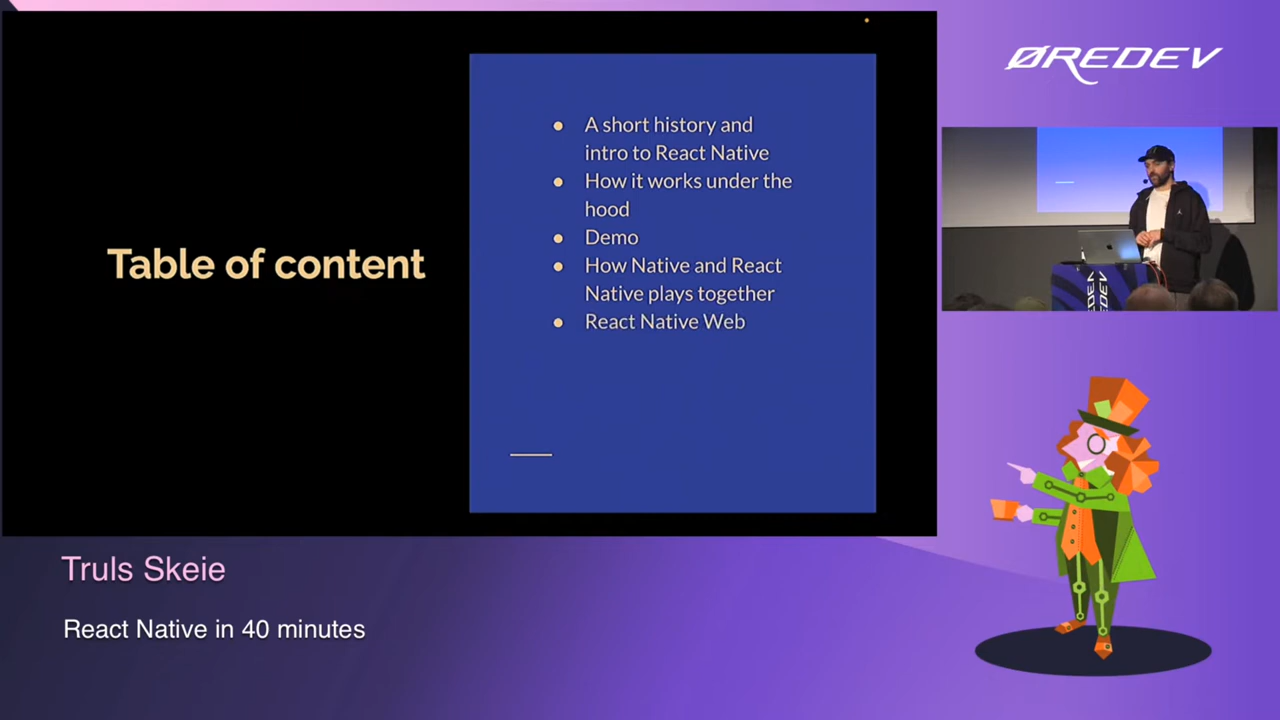 ØREDEV
Table of content
A short history and
intro to React Native
How it works under the
hood
Demo
How Native and React
Native plays together
React Native Web
Truls Skeie
React Native in 40 minutes